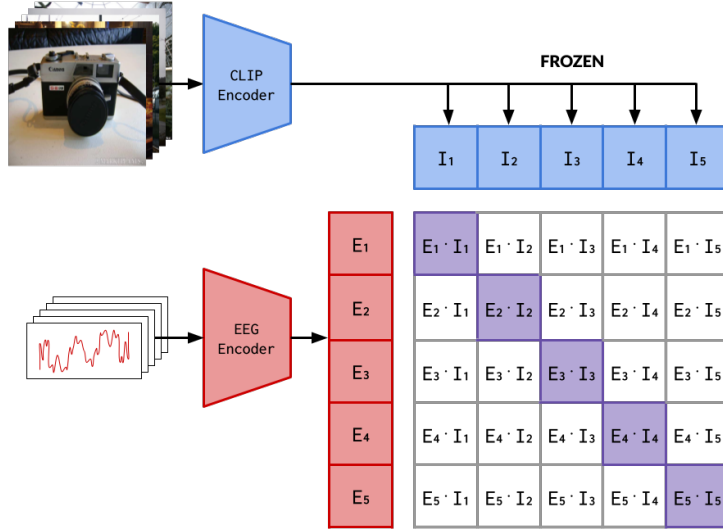 Canon
CLIP
Encoder
FROZEN
I₁ I₂ I₃ I₄ I₅
E₁ E₁·I₁ E₁·I₂ E₁·I₃ E₁·I₄ E₁·I₅
E₂ E₂·I₁ E₂·I₂ E₂·I₃ E₂·I₄ E₂·I₅
EEG
Encoder
E₃ E₃·I₁ E₃·I₂ E₃·I₃ E₃·I₄ E₃·I₅
E₄ E₄·I₁ E₄·I₂ E₄·I₃ E₄·I₄ E₄·I₅
E₅ E₅·I₁ E₅·I₂ E₅·I₃ E₅·I₄ E₅·I₅